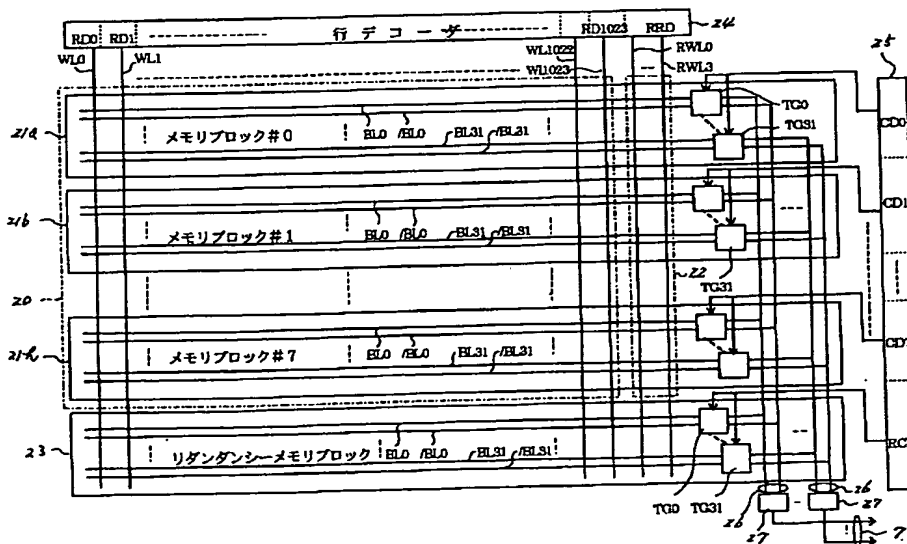 24
RD0 RD1 行デコーダ RD1023 RRD
25
WL0 WL1 WL1022 RWL0
WL1023 RWL3
21a
TG0
CD0
メモリブロック#0 BL0 /BL0 BL31 /BL31
TG31
21b
CD1
メモリブロック#1 BL0 /BL0 BL31 /BL31
20
22
TG31
21h
メモリブロック#7 BL0 /BL0 BL31 /BL31
23
リダンダンシーメモリブロック BL0 /BL0 BL31 /BL31
TG0 TG31
26 26
27 27
7